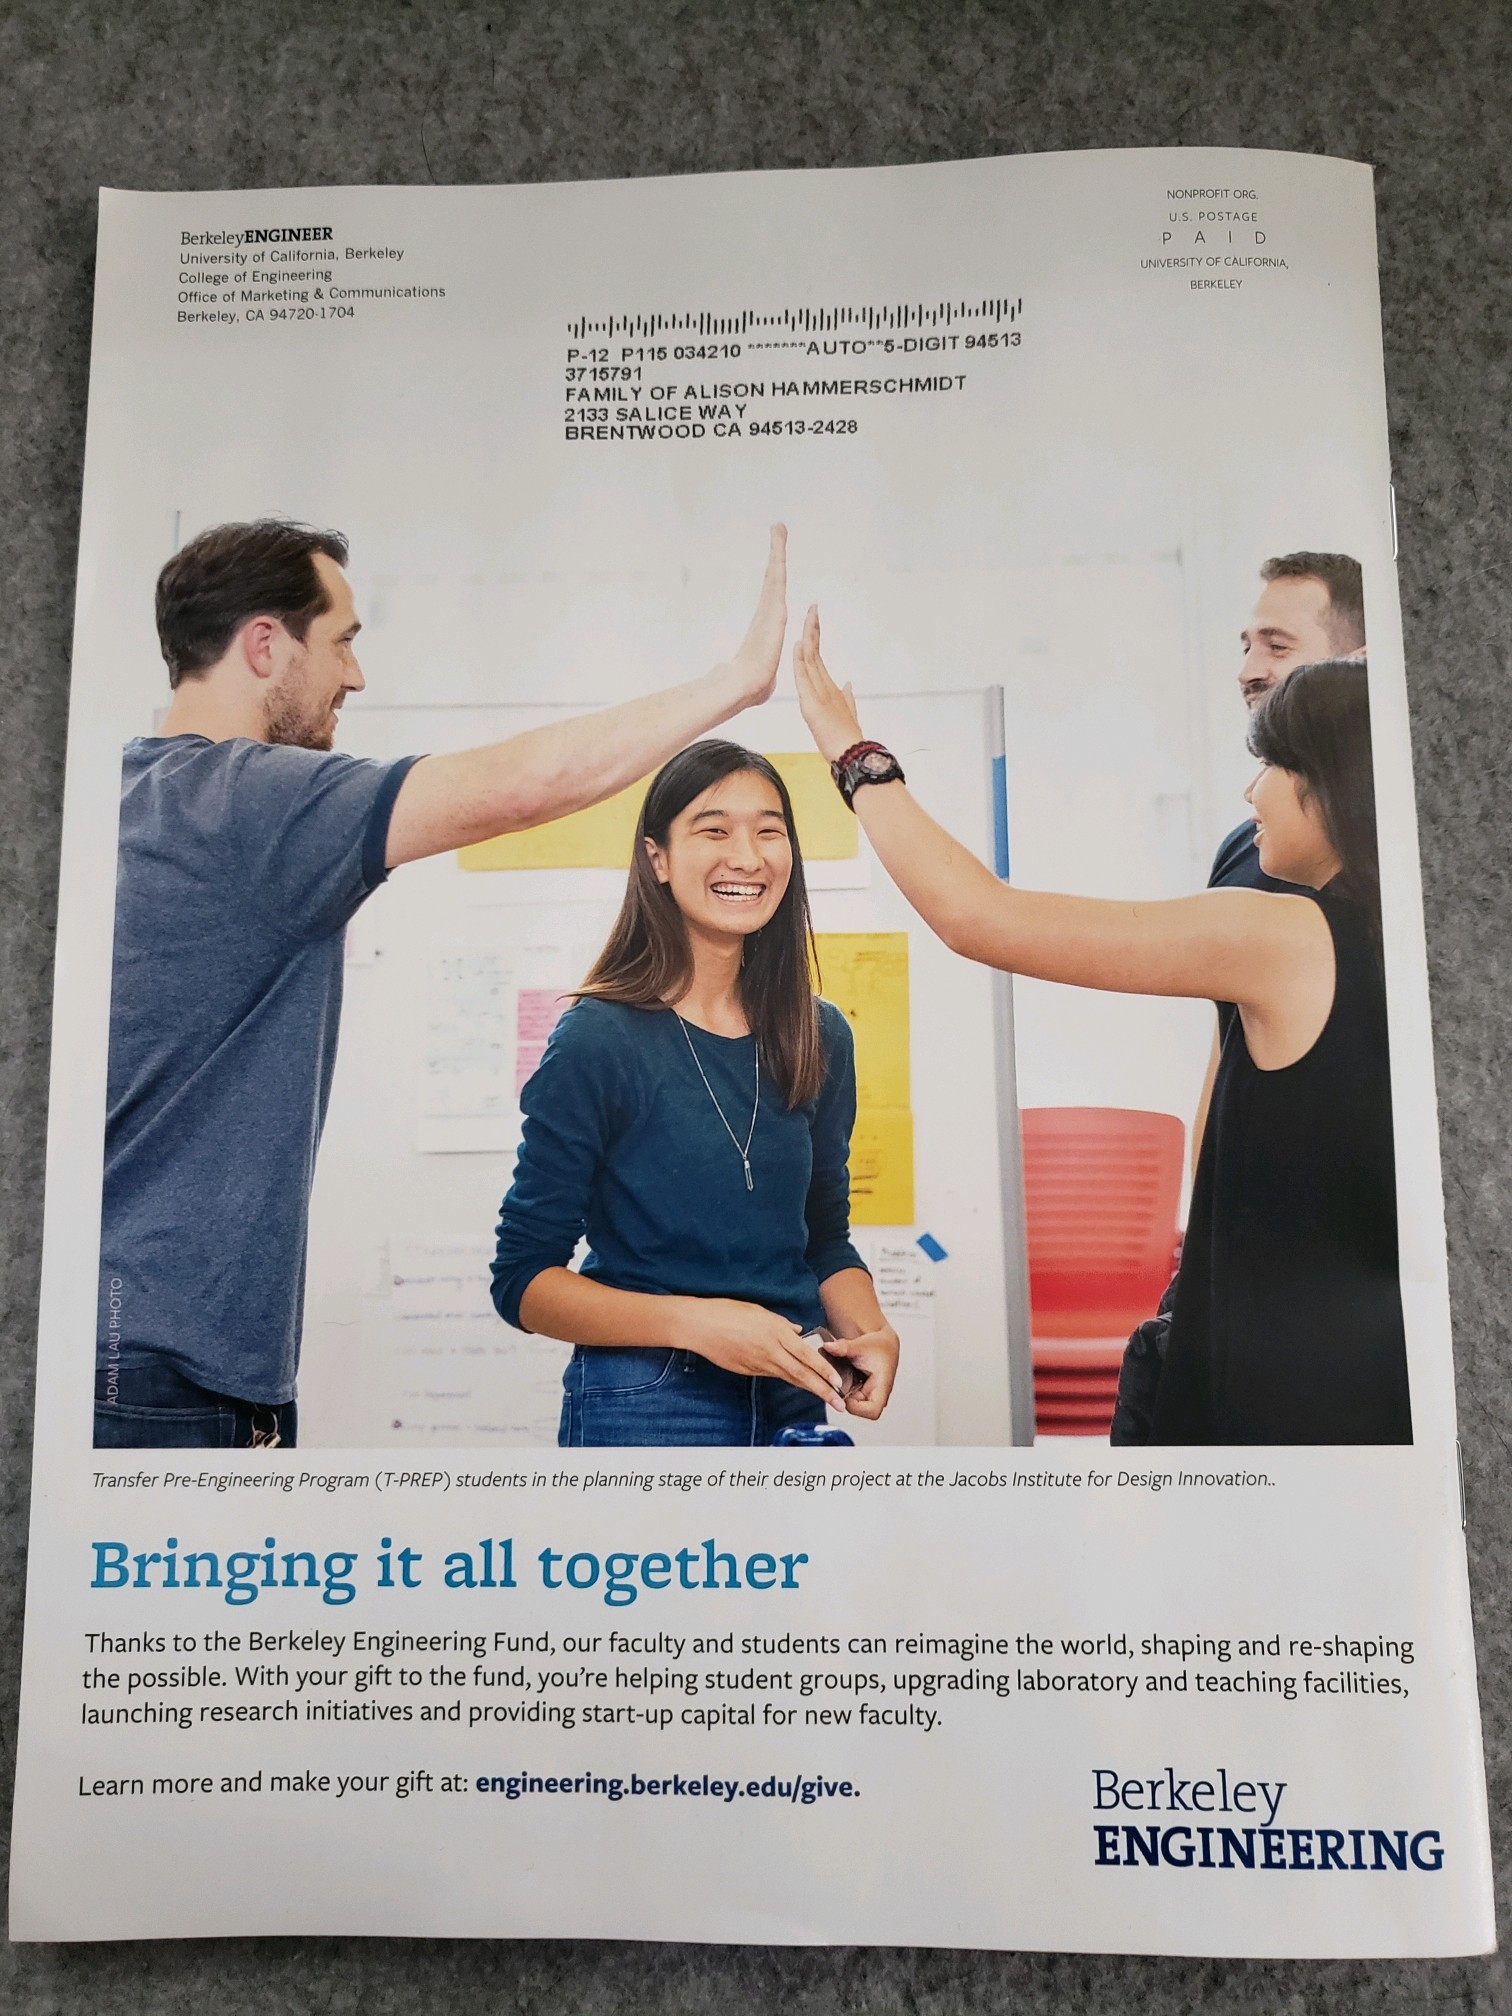 BerkeleyENGINEER
University of California, Berkeley
College of Engineering
Office of Marketing & Communications
Berkeley, CA 94720-1704
NONPROFIT ORG.
U.S. POSTAGE
PAID
UNIVERSITY OF CALIFORNIA,
BERKELEY
P-12 P115 034210 *******AUTO**5-DIGIT 94513
3715791
FAMILY OF ALISON HAMMERSCHMIDT
2133 SALICE WAY
BRENTWOOD CA 94513-2428
ADAM LAU PHOTO
Transfer Pre-Engineering Program (T-PREP) students in the planning stage of their design project at the Jacobs Institute for Design Innovation..
Bringing it all together
Thanks to the Berkeley Engineering Fund, our faculty and students can reimagine the world, shaping and re-shaping
the possible. With your gift to the fund, you're helping student groups, upgrading laboratory and teaching facilities,
launching research initiatives and providing start-up capital for new faculty.
Learn more and make your gift at: engineering.berkeley.edu/give.
Berkeley
ENGINEERING